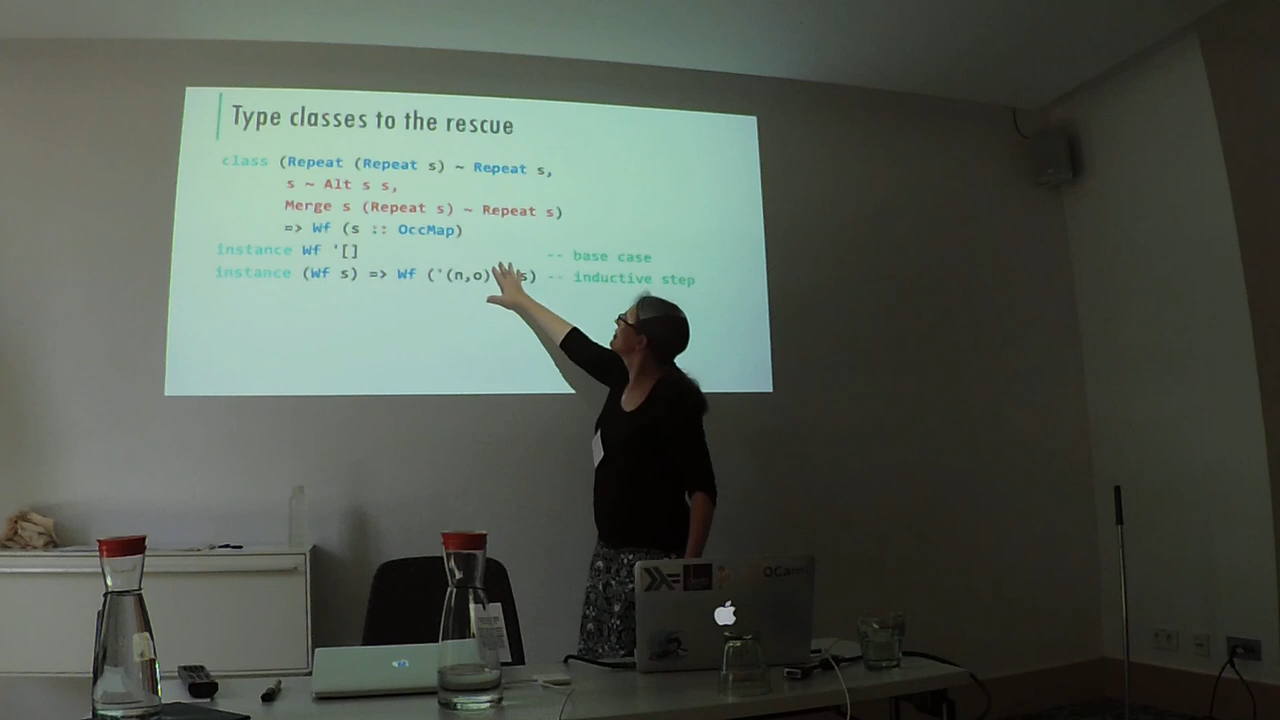 Type classes to the rescue
class (Repeat (Repeat s) ~ Repeat s,
s ~ Alt s s,
Merge s (Repeat s) ~ Repeat s)
=> Wf (s :: OccMap)
instance Wf '[] -- base case
instance (Wf s) => Wf ('(n,o) s) -- inductive step
OCaml